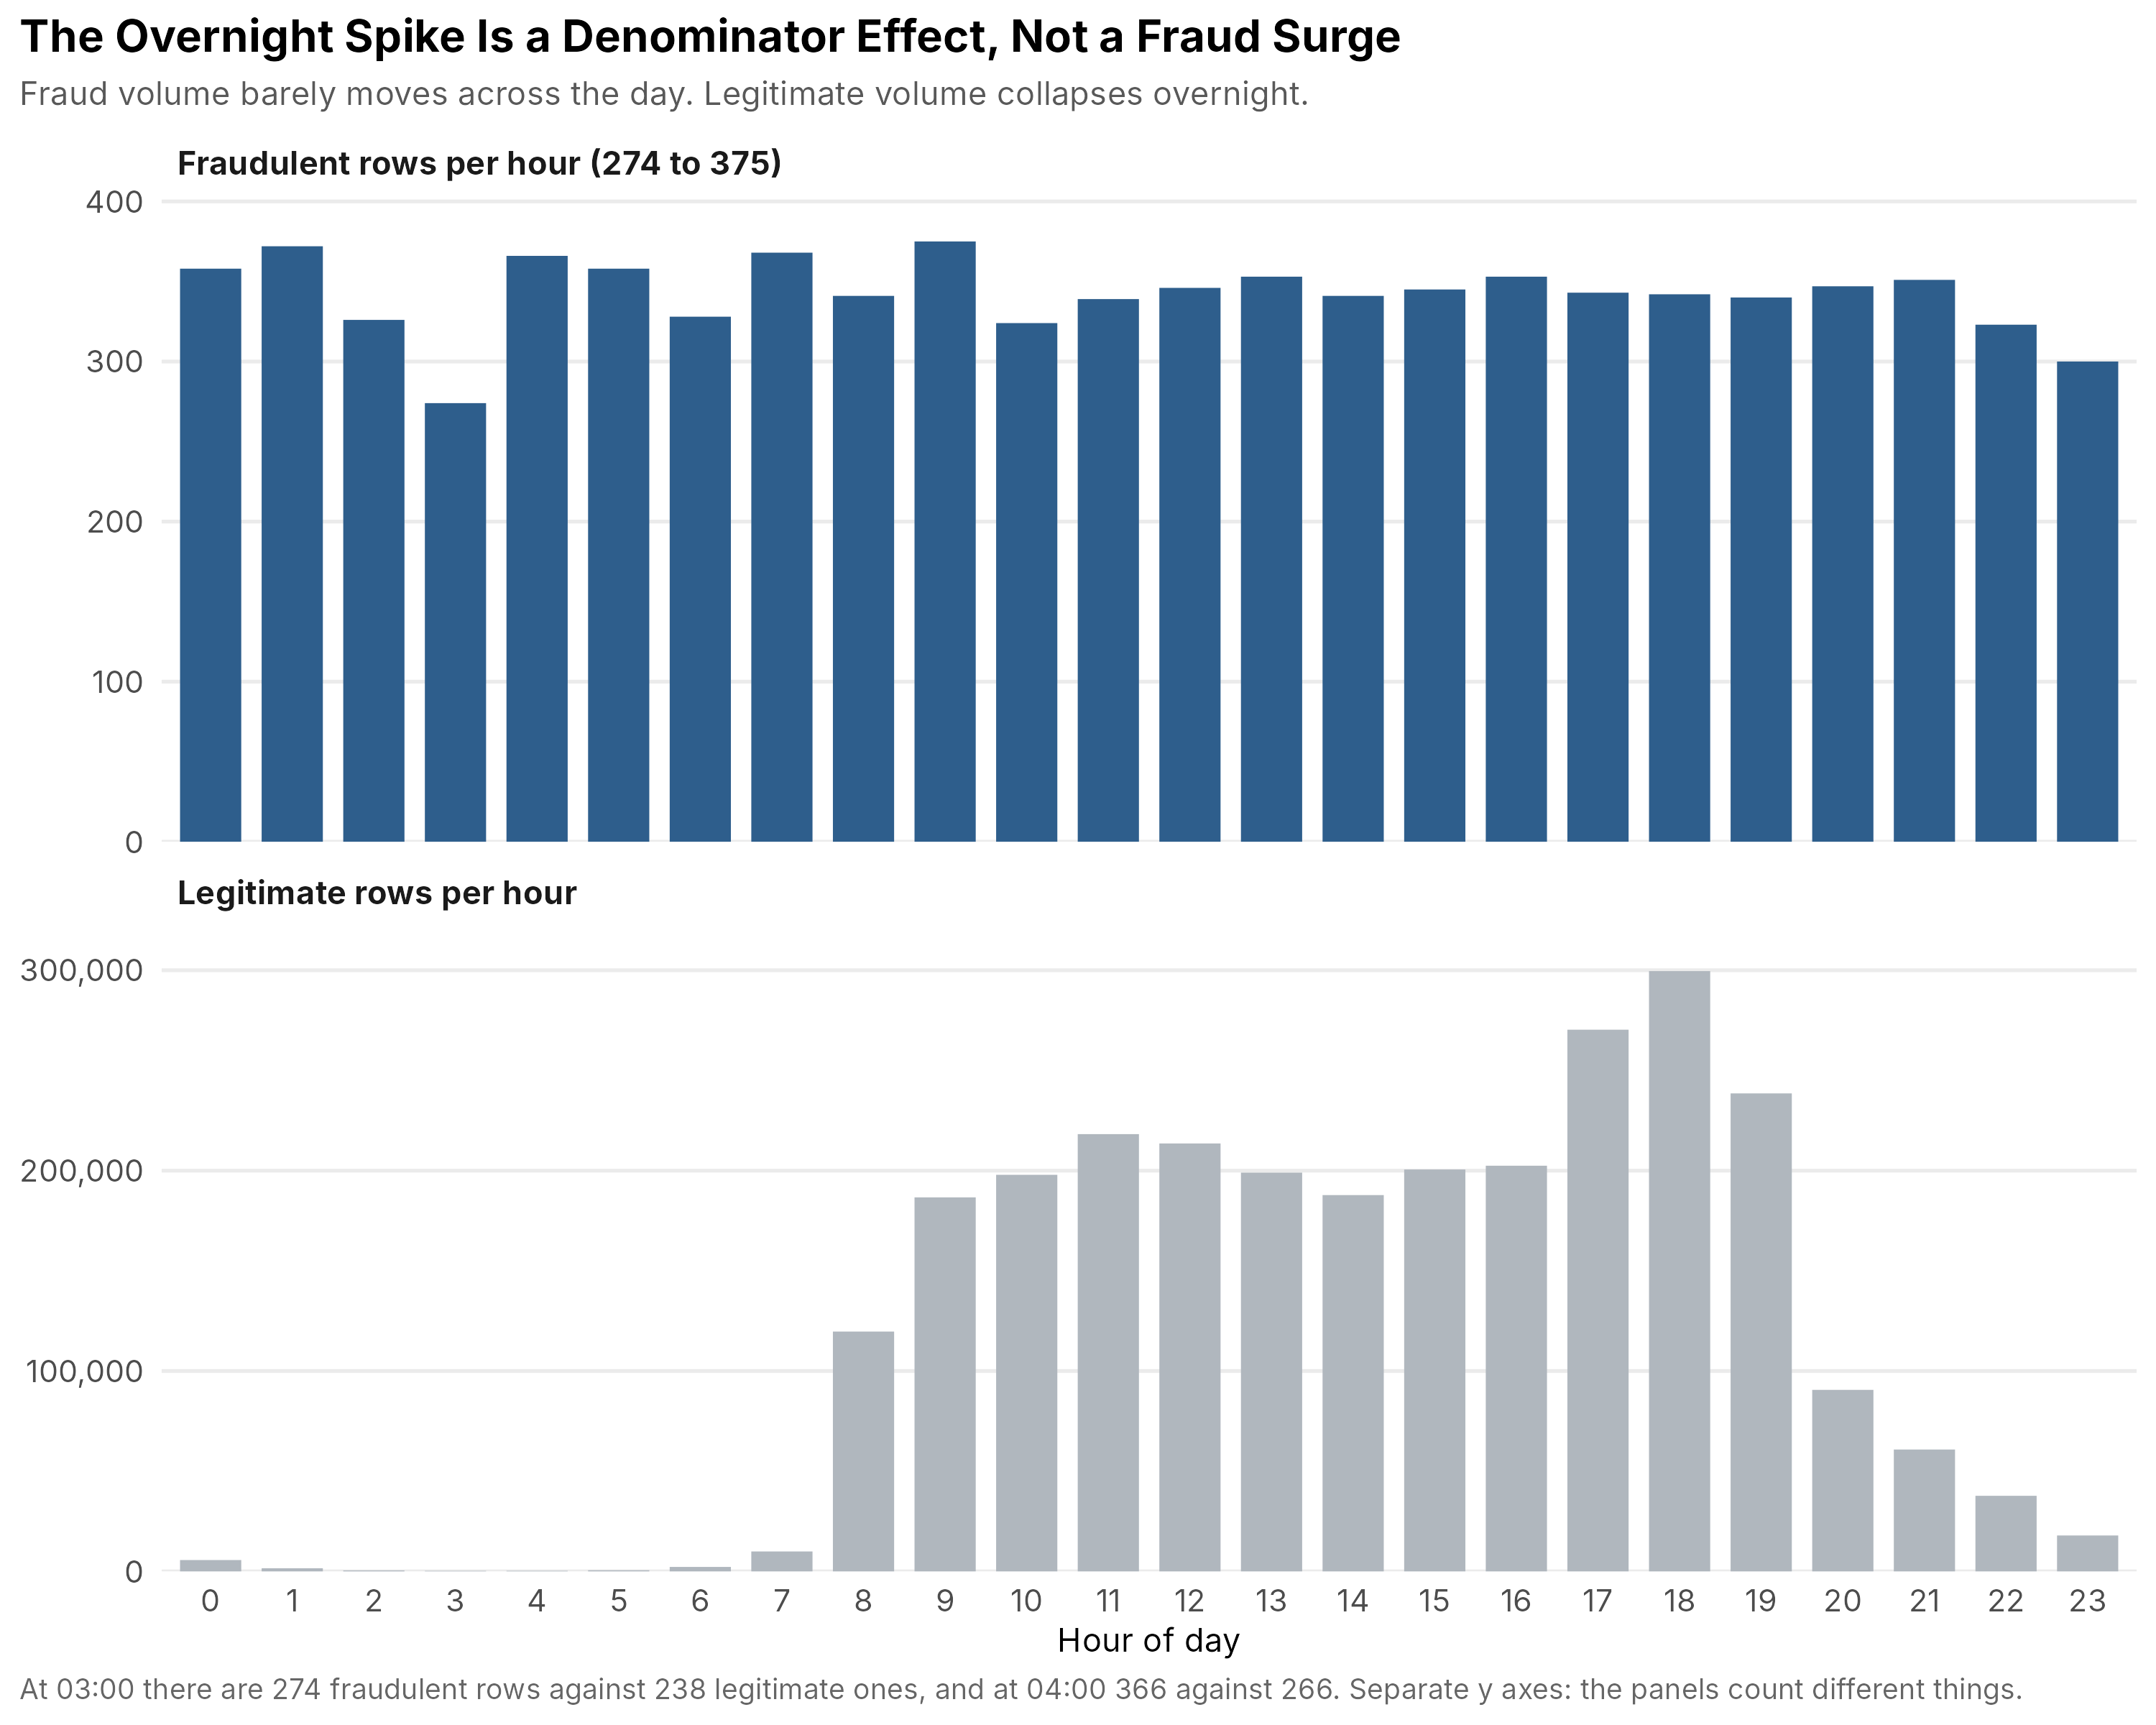 The Overnight Spike Is a Denominator Effect, Not a Fraud Surge
Fraud volume barely moves across the day. Legitimate volume collapses overnight.
Fraudulent rows per hour (274 to 375)
400
300
200
100
0
Legitimate rows per hour
300,000
200,000
100,000
0
0 1 2 3 4 5 6 7 8 9 10 11 12 13 14 15 16 17 18 19 20 21 22 23
Hour of day
At 03:00 there are 274 fraudulent rows against 238 legitimate ones, and at 04:00 366 against 266. Separate y axes: the panels count different things.